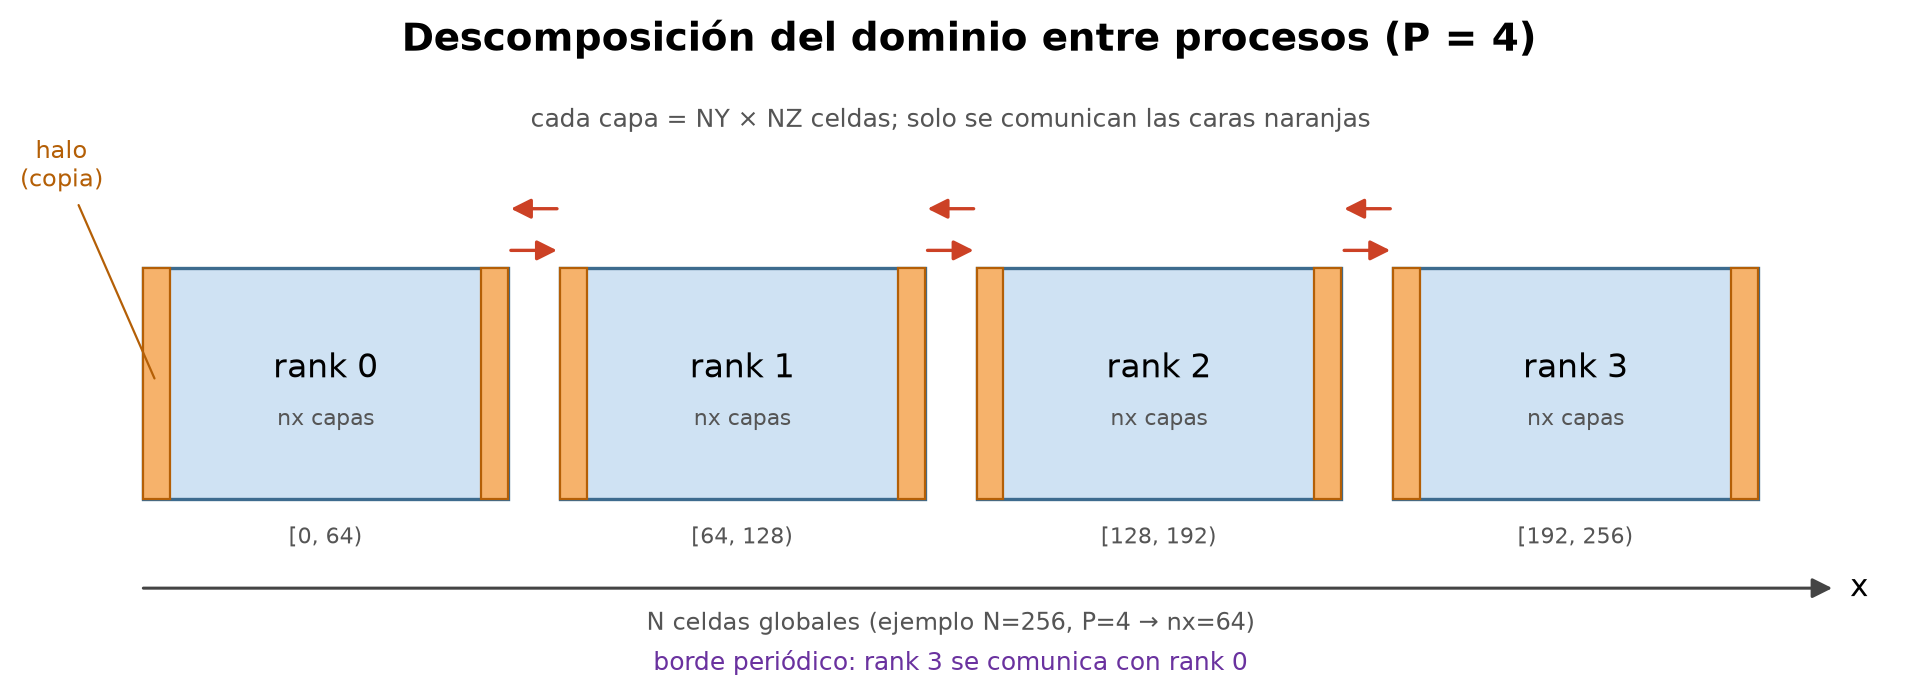 Descomposición del dominio entre procesos (P = 4)
cada capa = NY × NZ celdas; solo se comunican las caras naranjas
halo
(copia)
rank 0
nx capas
rank 1
nx capas
rank 2
nx capas
rank 3
nx capas
[0, 64)
[64, 128)
[128, 192)
[192, 256)
x
N celdas globales (ejemplo N=256, P=4 → nx=64)
borde periódico: rank 3 se comunica con rank 0